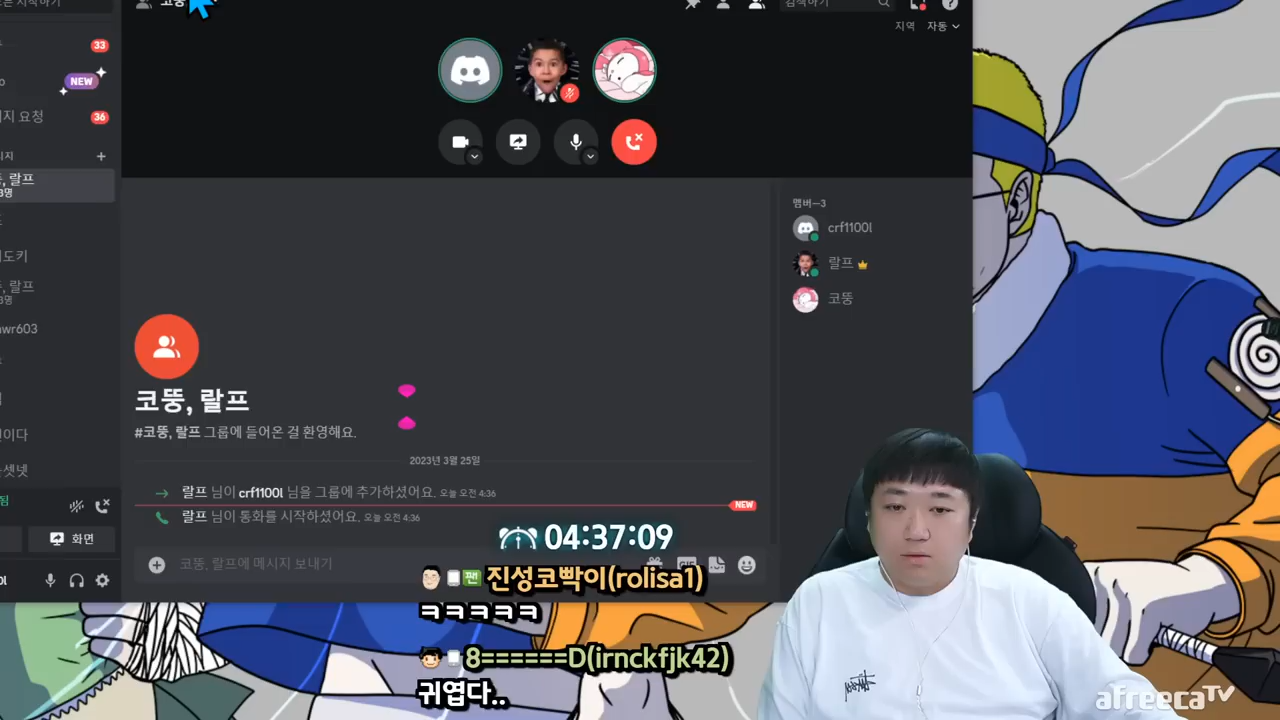 검색하기
지역 자동
33
NEW
지 요청
36
지
, 랄프
3명
crf1100l
랄프
코뚱
멤버—3
도키
, 랄프
3명
wr603
이다
셋넷
코뚱, 랄프
#코뚱, 랄프 그룹에 들어온 걸 환영해요.
2023년 3월 25일
랄프 님이 crf1100l 님을 그룹에 추가하셨어요. 오늘 오전 4:36
NEW
랄프 님이 통화를 시작하셨어요. 오늘 오전 4:36
화면
코뚱, 랄프에 메시지 보내기
04:37:09
팬 진성코빡이(rolisa1)
ㅋㅋㅋㅋㅋ
8======D(irnckfjk42)
귀엽다..
afreecaTV